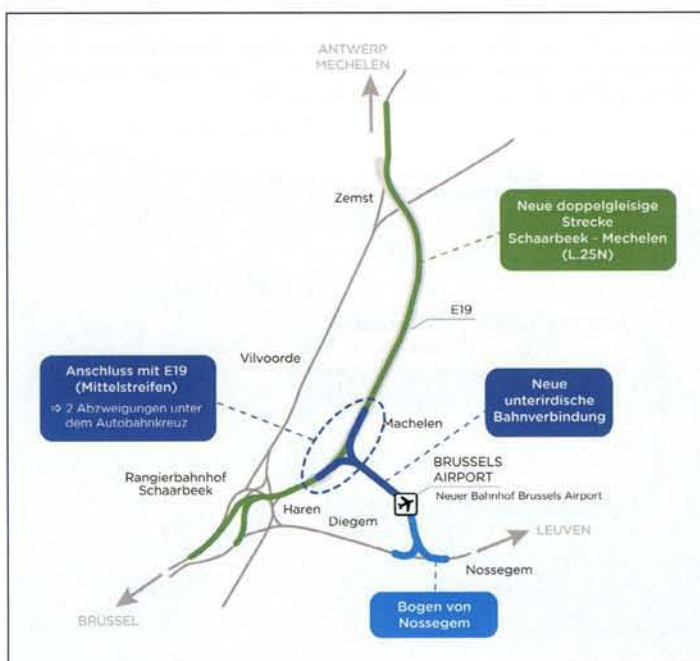 ANTWERP
MECHELEN
Zemst
Neue doppelgleisige
Strecke
Schaarbeek - Mechelen
(L.25N)
E19
Vilvoorde
Anschluss mit E19
(Mittelstreifen)
⇨ 2 Abzweigungen unter
dem Autobahnkreuz
Neue
unterirdische
Bahnverbindung
Machelen
Rangierbahnhof
Schaarbeek
BRUSSELS
AIRPORT
Neuer Bahnhof Brussels Airport
Haren
Diegem
LEUVEN
Nossegem
Bogen von
Nossegem
BRÜSSEL